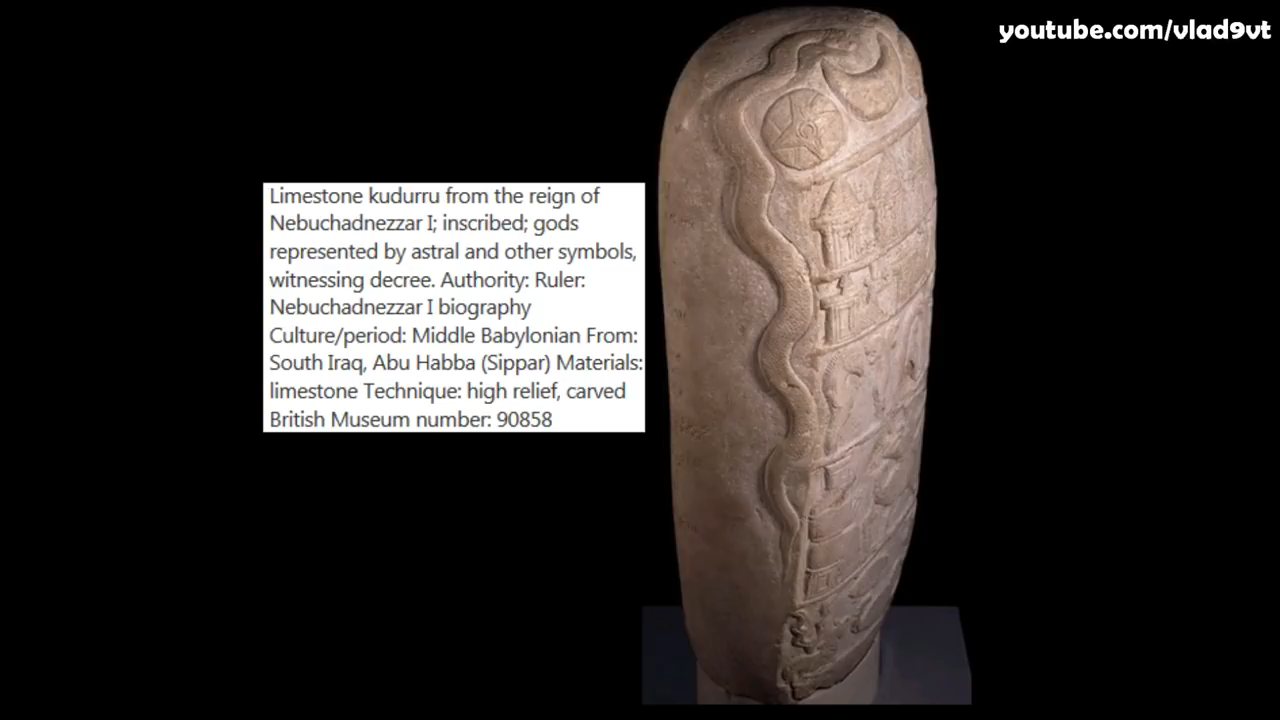 youtube.com/vlad9vt
Limestone kudurru from the reign of
Nebuchadnezzar I; inscribed; gods
represented by astral and other symbols,
witnessing decree. Authority: Ruler:
Nebuchadnezzar I biography
Culture/period: Middle Babylonian From:
South Iraq, Abu Habba (Sippar) Materials:
limestone Technique: high relief, carved
British Museum number: 90858